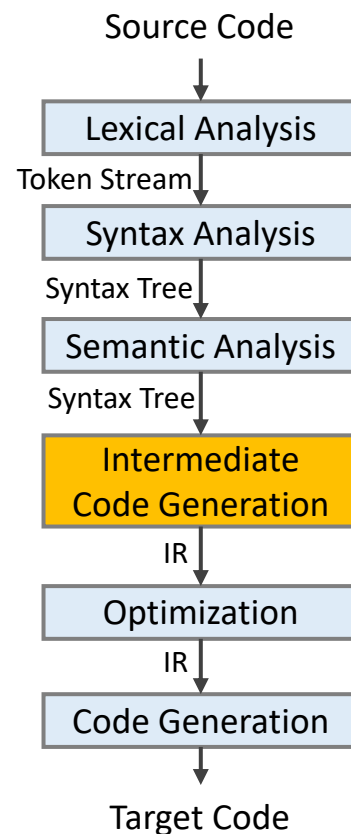 Source Code
Lexical Analysis
Token Stream
Syntax Analysis
Syntax Tree
Semantic Analysis
Syntax Tree
Intermediate
Code Generation
IR
Optimization
IR
Code Generation
Target Code